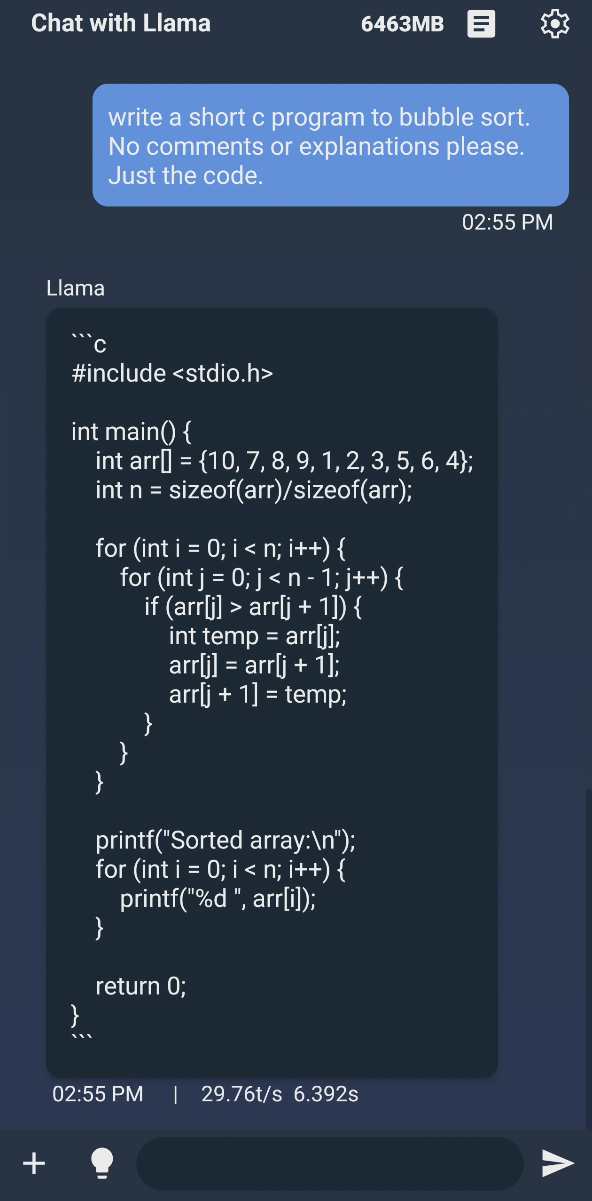 Chat with Llama 6463MB
write a short c program to bubble sort.
No comments or explanations please.
Just the code.
02:55 PM
Llama
```c
#include <stdio.h>
int main() {
int arr[] = {10, 7, 8, 9, 1, 2, 3, 5, 6, 4};
int n = sizeof(arr)/sizeof(arr);
for (int i = 0; i < n; i++) {
for (int j = 0; j < n - 1; j++) {
if (arr[j] > arr[j + 1]) {
int temp = arr[j];
arr[j] = arr[j + 1];
arr[j + 1] = temp;
}
}
}
printf("Sorted array:\n");
for (int i = 0; i < n; i++) {
printf("%d ", arr[i]);
}
return 0;
}
```
02:55 PM | 29.76t/s 6.392s